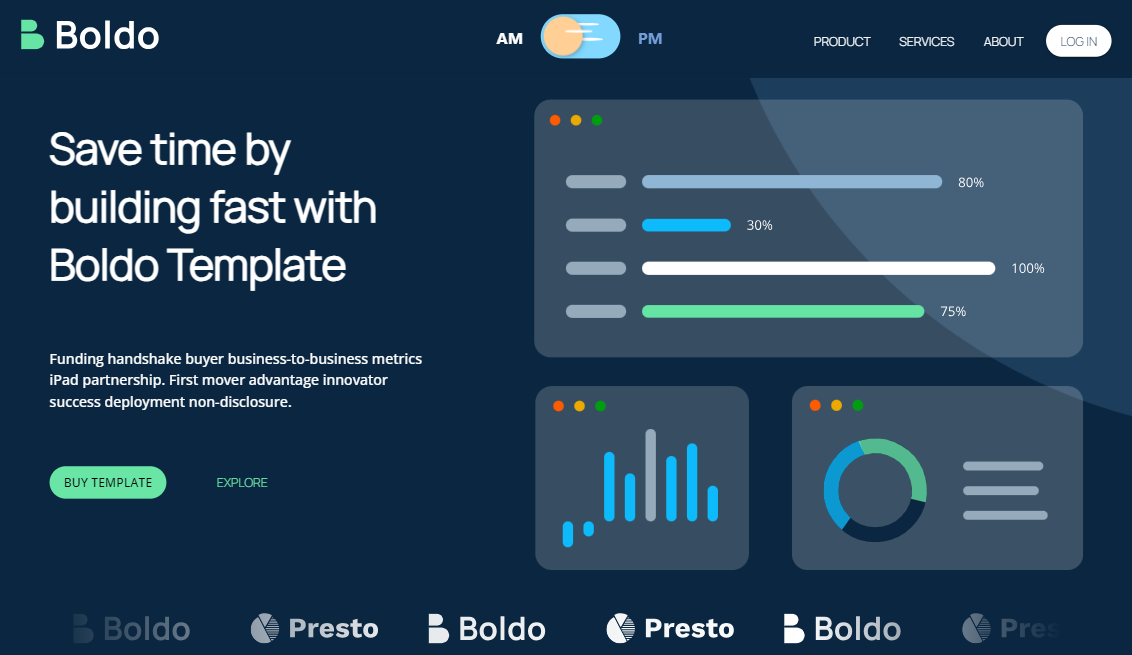 Boldo
AM PM
PRODUCT SERVICES ABOUT LOG IN
Save time by
building fast with
Boldo Template
Funding handshake buyer business-to-business metrics
iPad partnership. First mover advantage innovator
success deployment non-disclosure.
BUY TEMPLATE EXPLORE
80%
30%
100%
75%
Boldo Presto Boldo Presto Boldo Pres